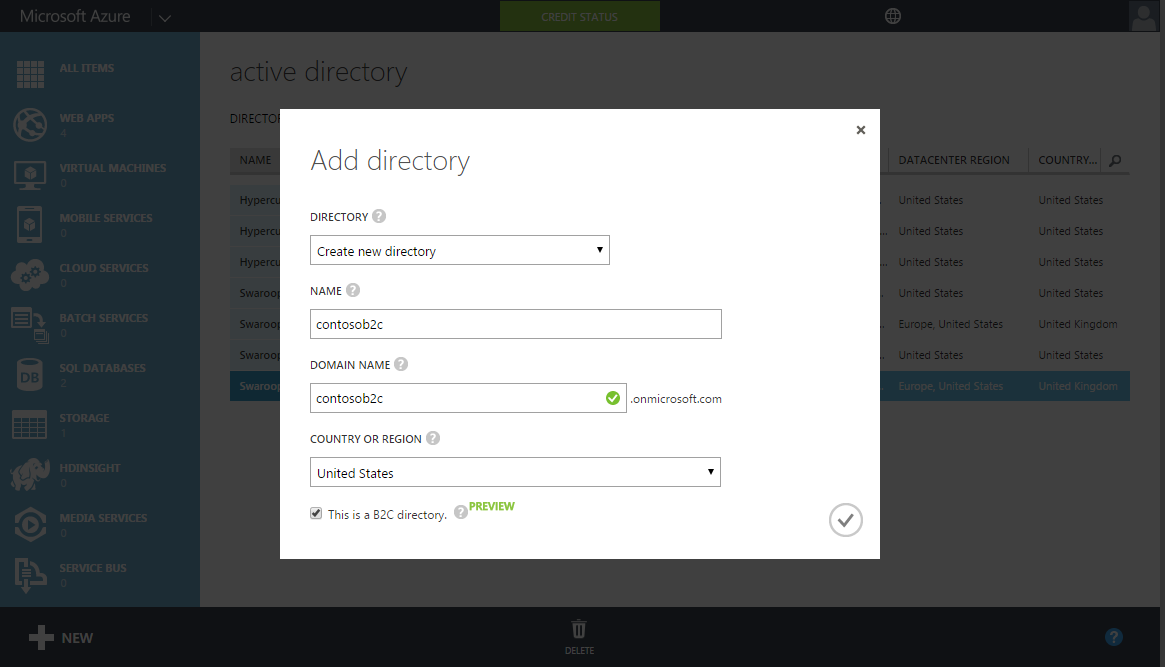 Microsoft Azure
CREDIT STATUS
ALL ITEMS
WEB APPS
4
VIRTUAL MACHINES
0
MOBILE SERVICES
0
CLOUD SERVICES
0
BATCH SERVICES
0
SQL DATABASES
2
DB
STORAGE
1
HDINSIGHT
0
MEDIA SERVICES
0
SERVICE BUS
0
NEW
active directory
DIRECTOR
NAME DATACENTER REGION COUNTRY...
Hypercu United States United States
Hypercu ... United States United States
Hypercu ... United States United States
Swaroop United States United States
Swaroop ... Europe, United States United Kingdom
Swaroop ... United States United States
Swaroop ... Europe, United States United Kingdom
Add directory
DIRECTORY ?
Create new directory
NAME ?
contosob2c
DOMAIN NAME ?
contosob2c .onmicrosoft.com
COUNTRY OR REGION ?
United States
This is a B2C directory. ? PREVIEW
DELETE
?